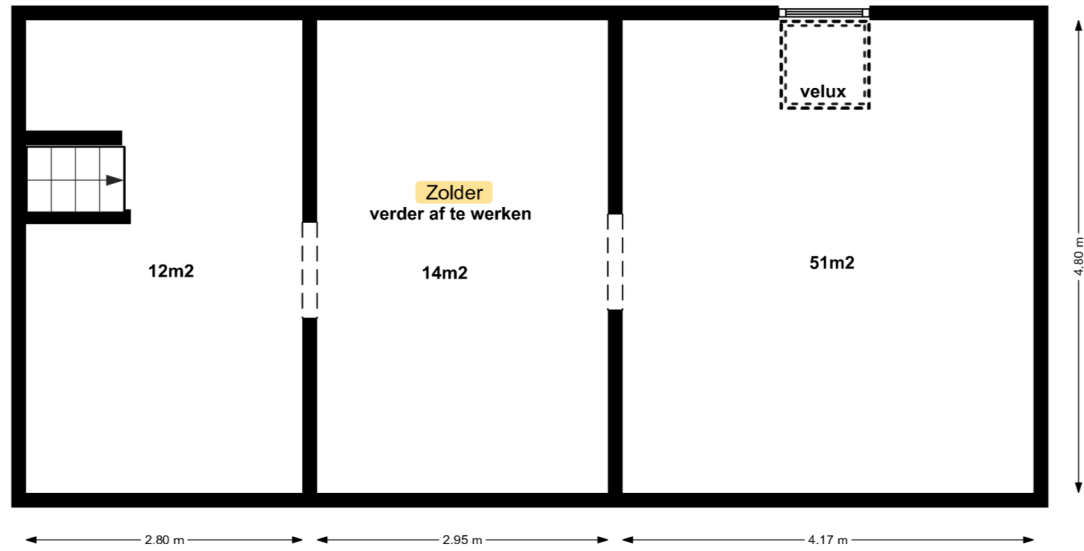 velux
Zolder
verder af te werken
12m2
14m2
51m2
4.80 m
2.80 m
2.95 m
4.17 m